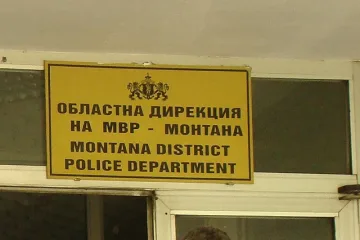 ОБЛАСТНА ДИРЕКЦИЯ
НА МВР - МОНТАНА
MONTANA DISTRICT
POLICE DEPARTMENT